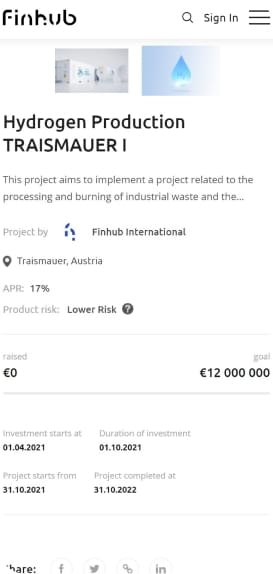 finhub
Sign In
Hydrogen Production
TRAISMAUER I
This project aims to implement a project related to the
processing and burning of industrial waste and the...
Project by Finhub International
Traismauer, Austria
APR: 17%
Product risk: Lower Risk ?
raised goal
€0 €12 000 000
Investment starts at Duration of investment
01.04.2021 01.10.2021
Project starts from Project completed at
31.10.2021 31.10.2022
hare: